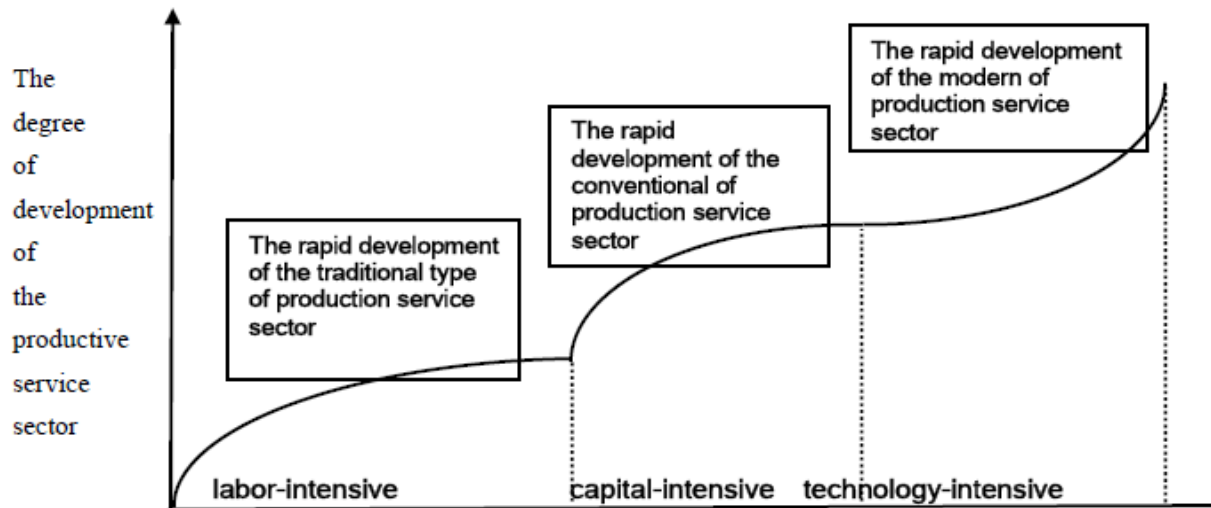 The
degree
of
development
of
the
productive
service
sector
The rapid development
of the traditional type
of production service
sector
The rapid
development of the
conventional of
production service
sector
The rapid development
of the modern of
production service
sector
labor-intensive
capital-intensive
technology-intensive